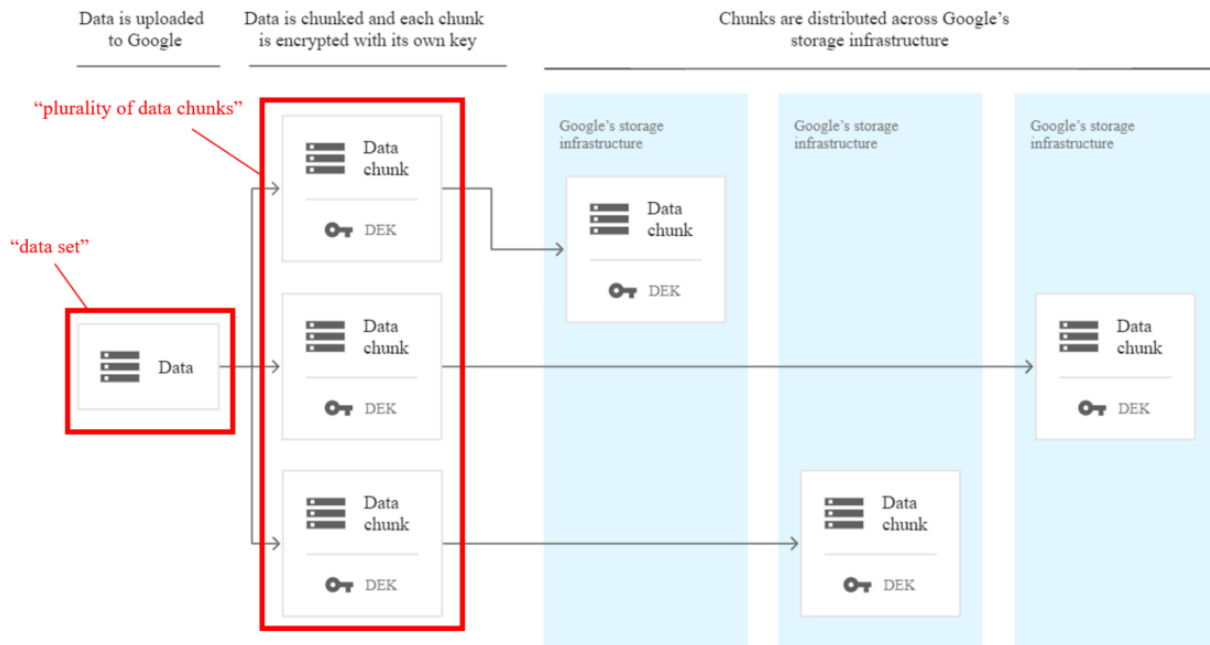 Data is uploaded
to Google
Data is chunked and each chunk
is encrypted with its own key
Chunks are distributed across Google’s
storage infrastructure
“plurality of data chunks”
“data set”
Data
Data
chunk
DEK
Data
chunk
DEK
Data
chunk
DEK
Google’s storage
infrastructure
Data
chunk
DEK
Google’s storage
infrastructure
Data
chunk
DEK
Google’s storage
infrastructure
Data
chunk
DEK